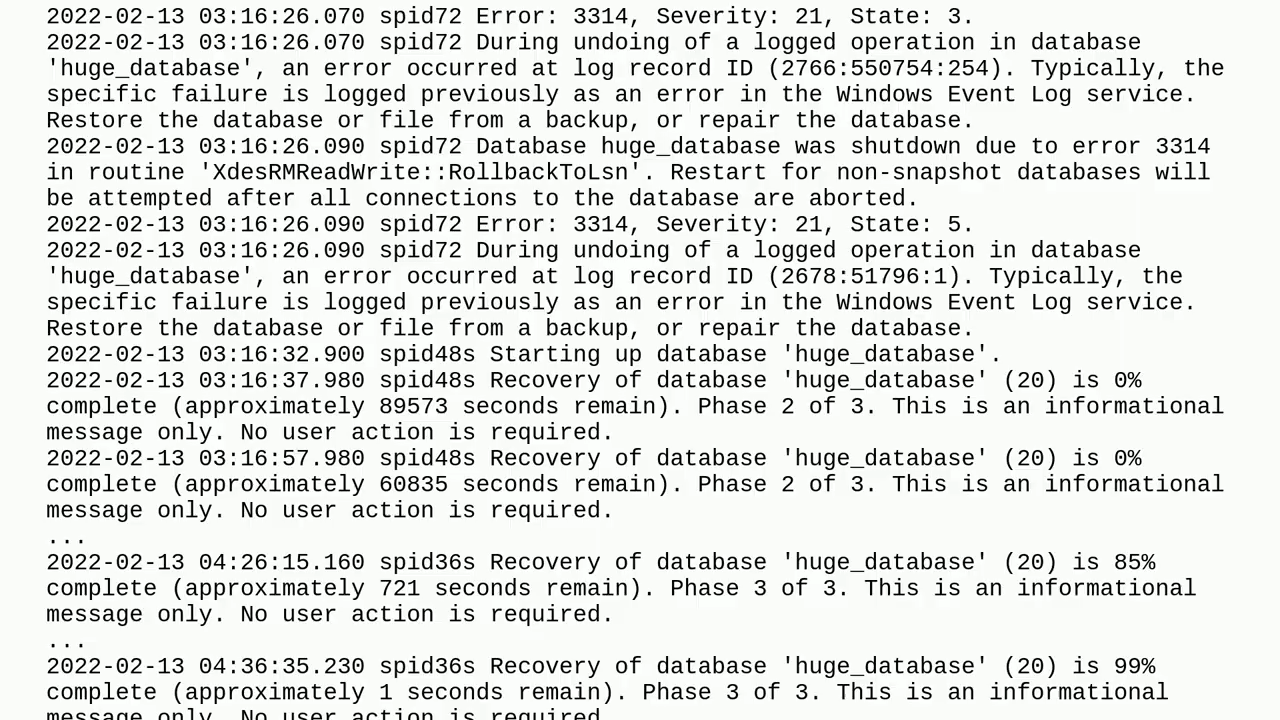 2022-02-13 03:16:26.070 spid72 Error: 3314, Severity: 21, State: 3.
2022-02-13 03:16:26.070 spid72 During undoing of a logged operation in database
'huge_database', an error occurred at log record ID (2766:550754:254). Typically, the
specific failure is logged previously as an error in the Windows Event Log service.
Restore the database or file from a backup, or repair the database.
2022-02-13 03:16:26.090 spid72 Database huge_database was shutdown due to error 3314
in routine 'XdesRMReadWrite::RollbackToLsn'. Restart for non-snapshot databases will
be attempted after all connections to the database are aborted.
2022-02-13 03:16:26.090 spid72 Error: 3314, Severity: 21, State: 5.
2022-02-13 03:16:26.090 spid72 During undoing of a logged operation in database
'huge_database', an error occurred at log record ID (2678:51796:1). Typically, the
specific failure is logged previously as an error in the Windows Event Log service.
Restore the database or file from a backup, or repair the database.
2022-02-13 03:16:32.900 spid48s Starting up database 'huge_database'.
2022-02-13 03:16:37.980 spid48s Recovery of database 'huge_database' (20) is 0%
complete (approximately 89573 seconds remain). Phase 2 of 3. This is an informational
message only. No user action is required.
2022-02-13 03:16:57.980 spid48s Recovery of database 'huge_database' (20) is 0%
complete (approximately 60835 seconds remain). Phase 2 of 3. This is an informational
message only. No user action is required.
...
2022-02-13 04:26:15.160 spid36s Recovery of database 'huge_database' (20) is 85%
complete (approximately 721 seconds remain). Phase 3 of 3. This is an informational
message only. No user action is required.
...
2022-02-13 04:36:35.230 spid36s Recovery of database 'huge_database' (20) is 99%
complete (approximately 1 seconds remain). Phase 3 of 3. This is an informational
message only. No user action is required.